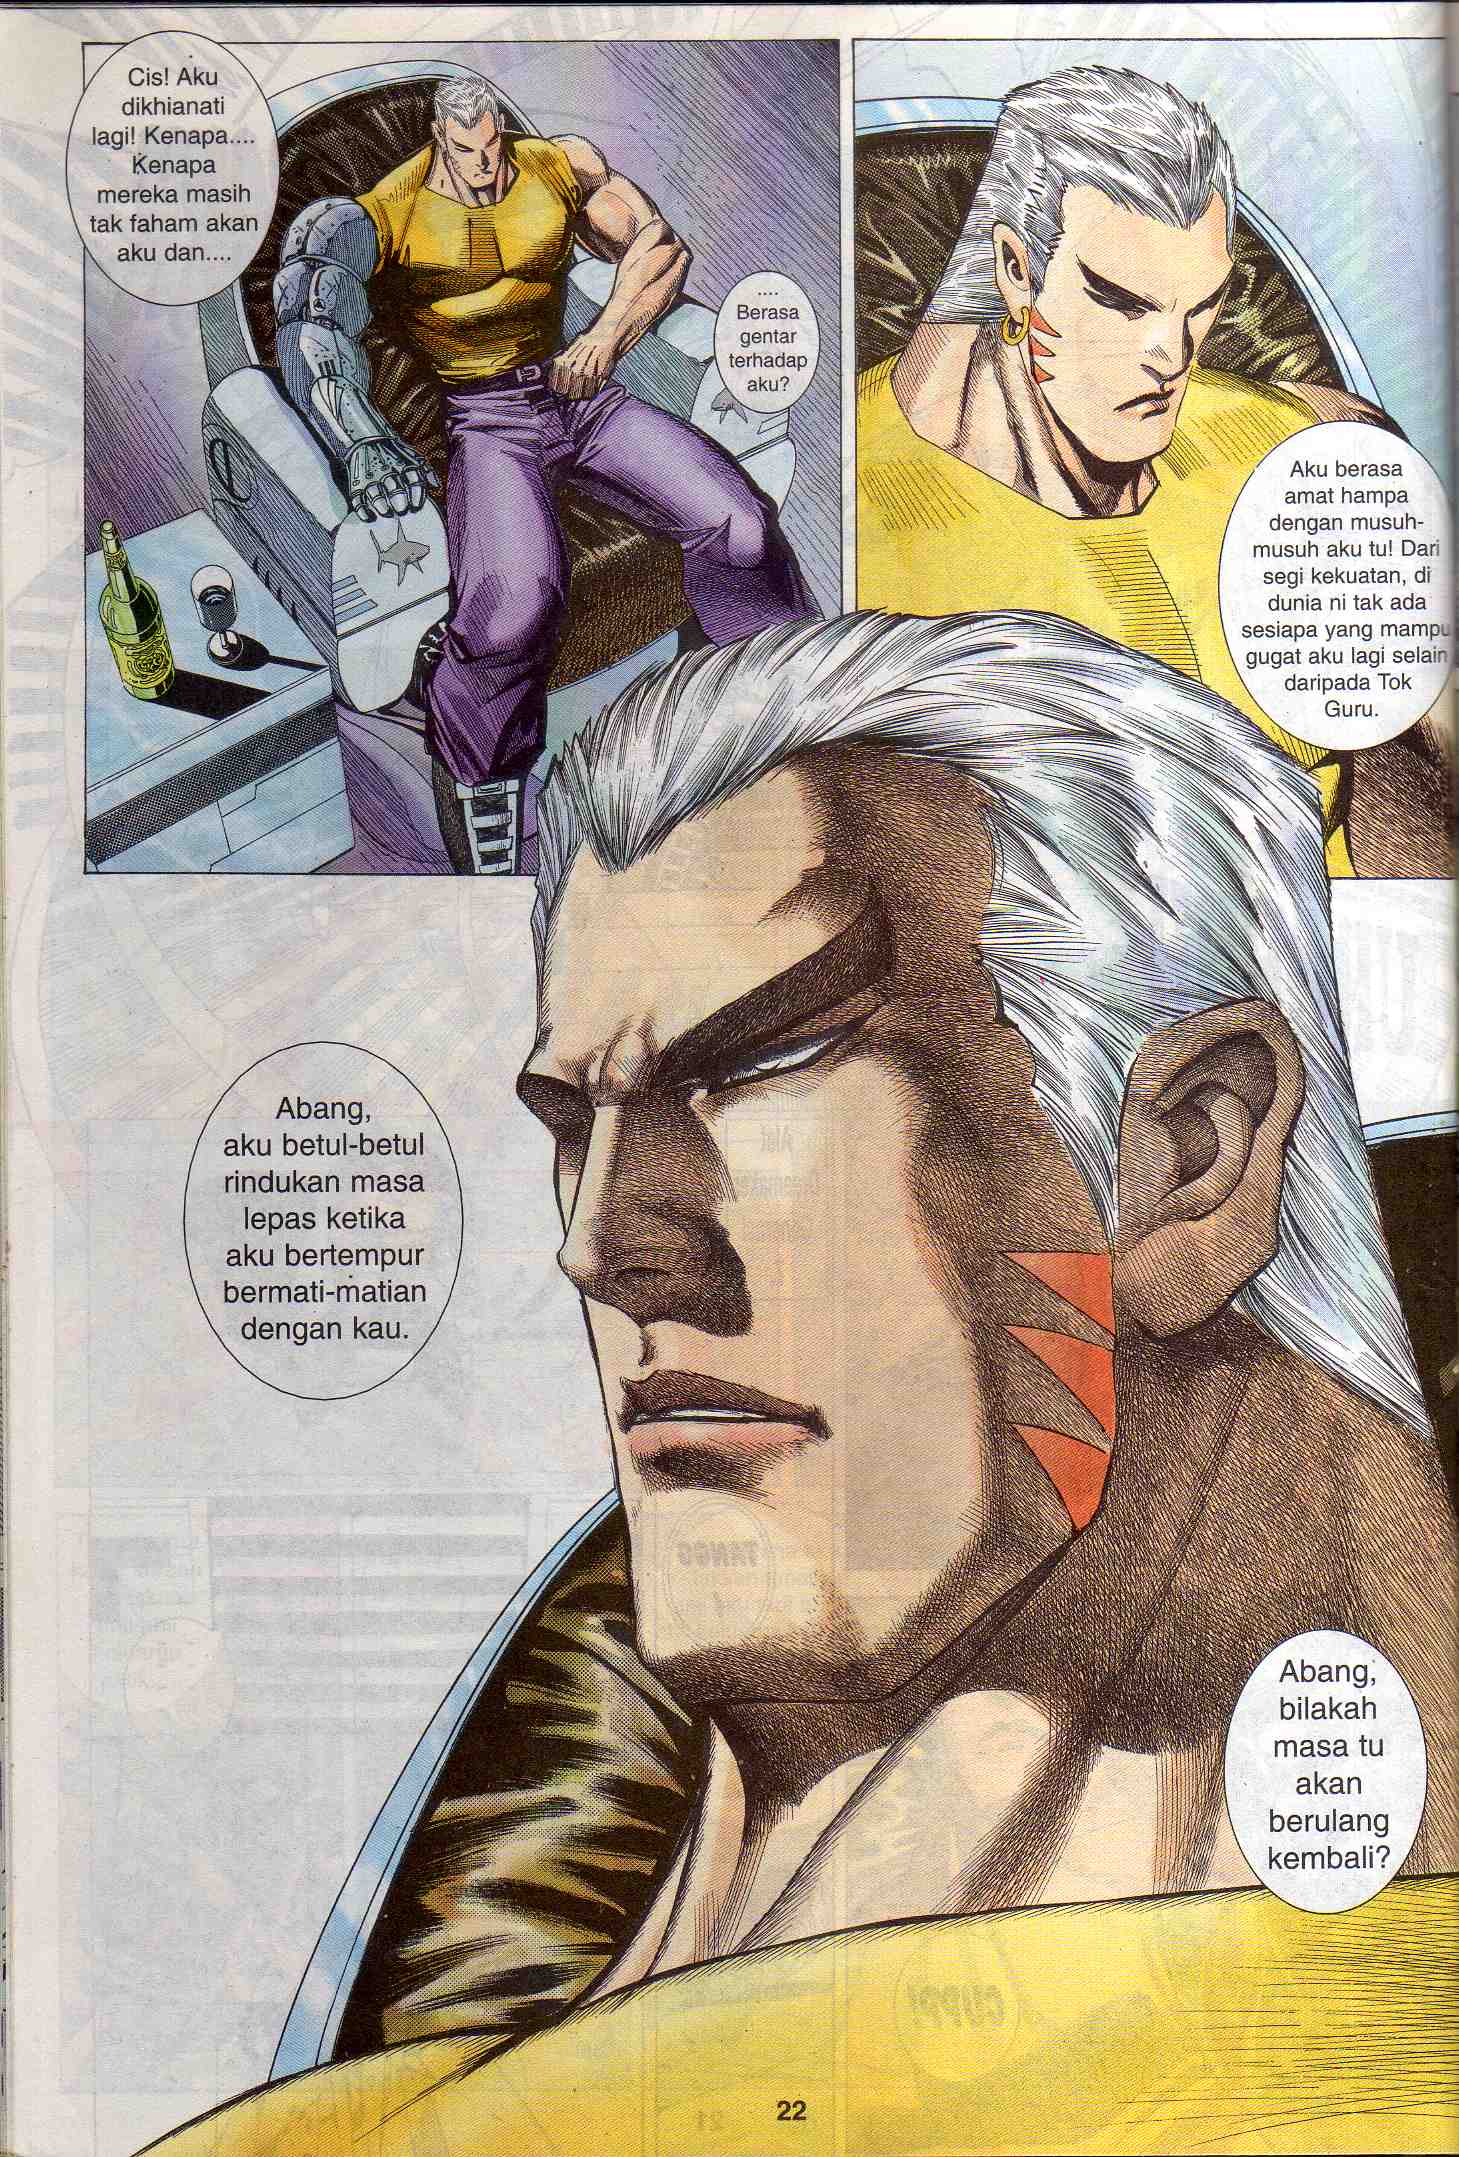 Cis! Aku
dikhianati
lagi! Kenapa....
Kenapa
mereka masih
tak faham akan
aku dan....
....
Berasa
gentar
terhadap
aku?
Aku berasa
amat hampa
dengan musuh-
musuh aku tu! Dari
segi kekuatan, di
dunia ni tak ada
sesiapa yang mampu
gugat aku lagi selain
daripada Tok
Guru.
Abang,
aku betul-betul
rindukan masa
lepas ketika
aku bertempur
bermati-matian
dengan kau.
Abang,
bilakah
masa tu
akan
berulang
kembali?
22